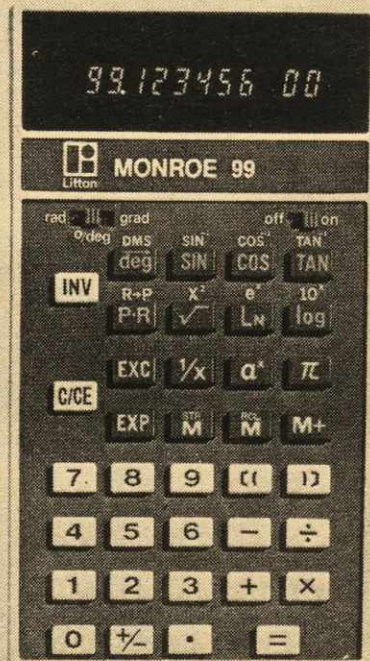 99.123456 00
Litton MONROE 99
rad grad off on
o/deg DMS SIN⁻¹ COS⁻¹ TAN⁻¹
deg SIN COS TAN
INV R→P X² eˣ 10ˣ
P-R √ LN log
EXC 1/x aˣ π
C/CE STR RCL
EXP M M M+
7 8 9 [( )]
4 5 6 − ÷
1 2 3 + ×
0 +/− • =